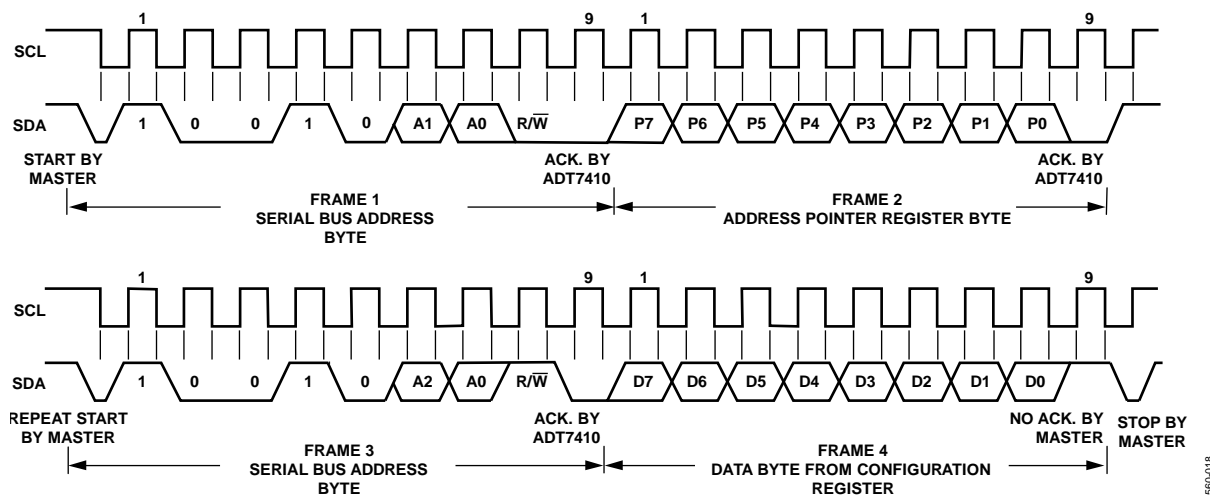 1 9 1 9
SCL
SDA 1 0 0 1 0 A1 A0 R/W P7 P6 P5 P4 P3 P2 P1 P0
START BY
MASTER
ACK. BY
ADT7410
ACK. BY
ADT7410
FRAME 1
SERIAL BUS ADDRESS
BYTE
FRAME 2
ADDRESS POINTER REGISTER BYTE
1 9 1 9
SCL
SDA 1 0 0 1 0 A2 A0 R/W D7 D6 D5 D4 D3 D2 D1 D0
REPEAT START
BY MASTER
ACK. BY
ADT7410
NO ACK. BY
MASTER
STOP BY
MASTER
FRAME 3
SERIAL BUS ADDRESS
BYTE
FRAME 4
DATA BYTE FROM CONFIGURATION
REGISTER